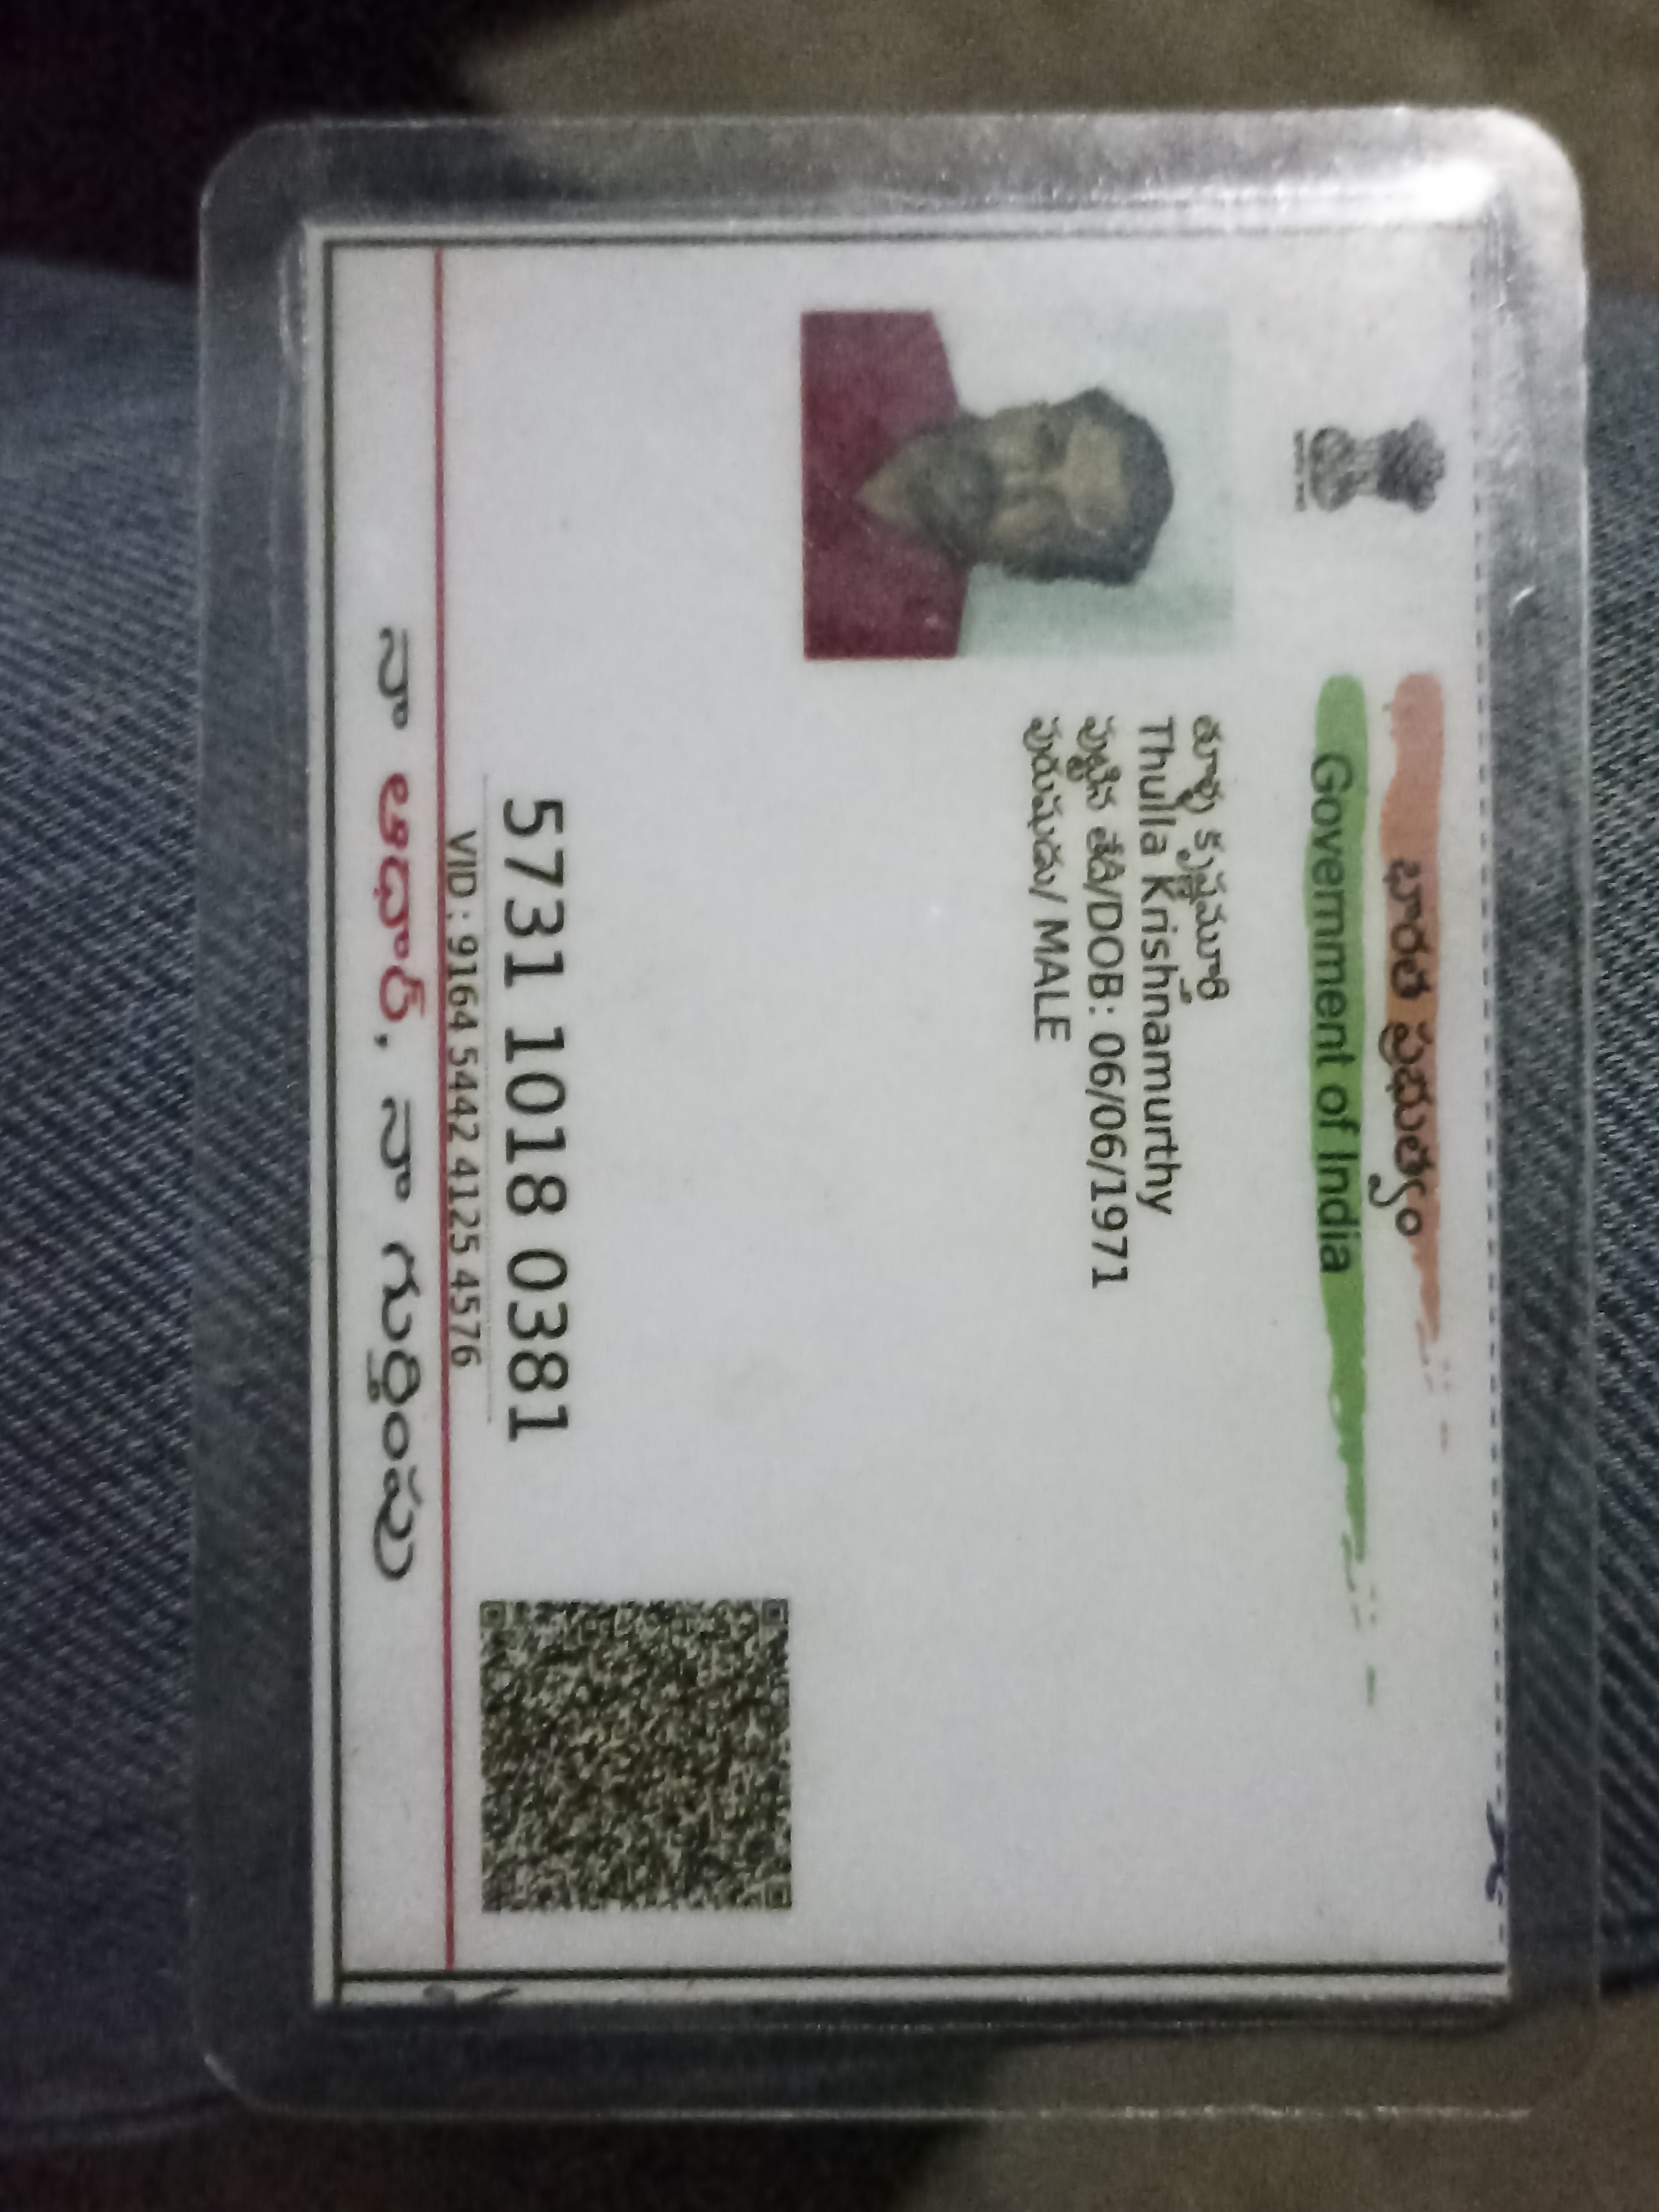 భారత ప్రభుత్వం
Government of India
Thulla Krishnamurthy
పుట్టిన తేదీ/DOB : 06/06/1971
పురుషుడు/ MALE
5731 1018 0381
VID : 9164 5442 4125 4576
నా ఆధార్, నా గుర్తింపు